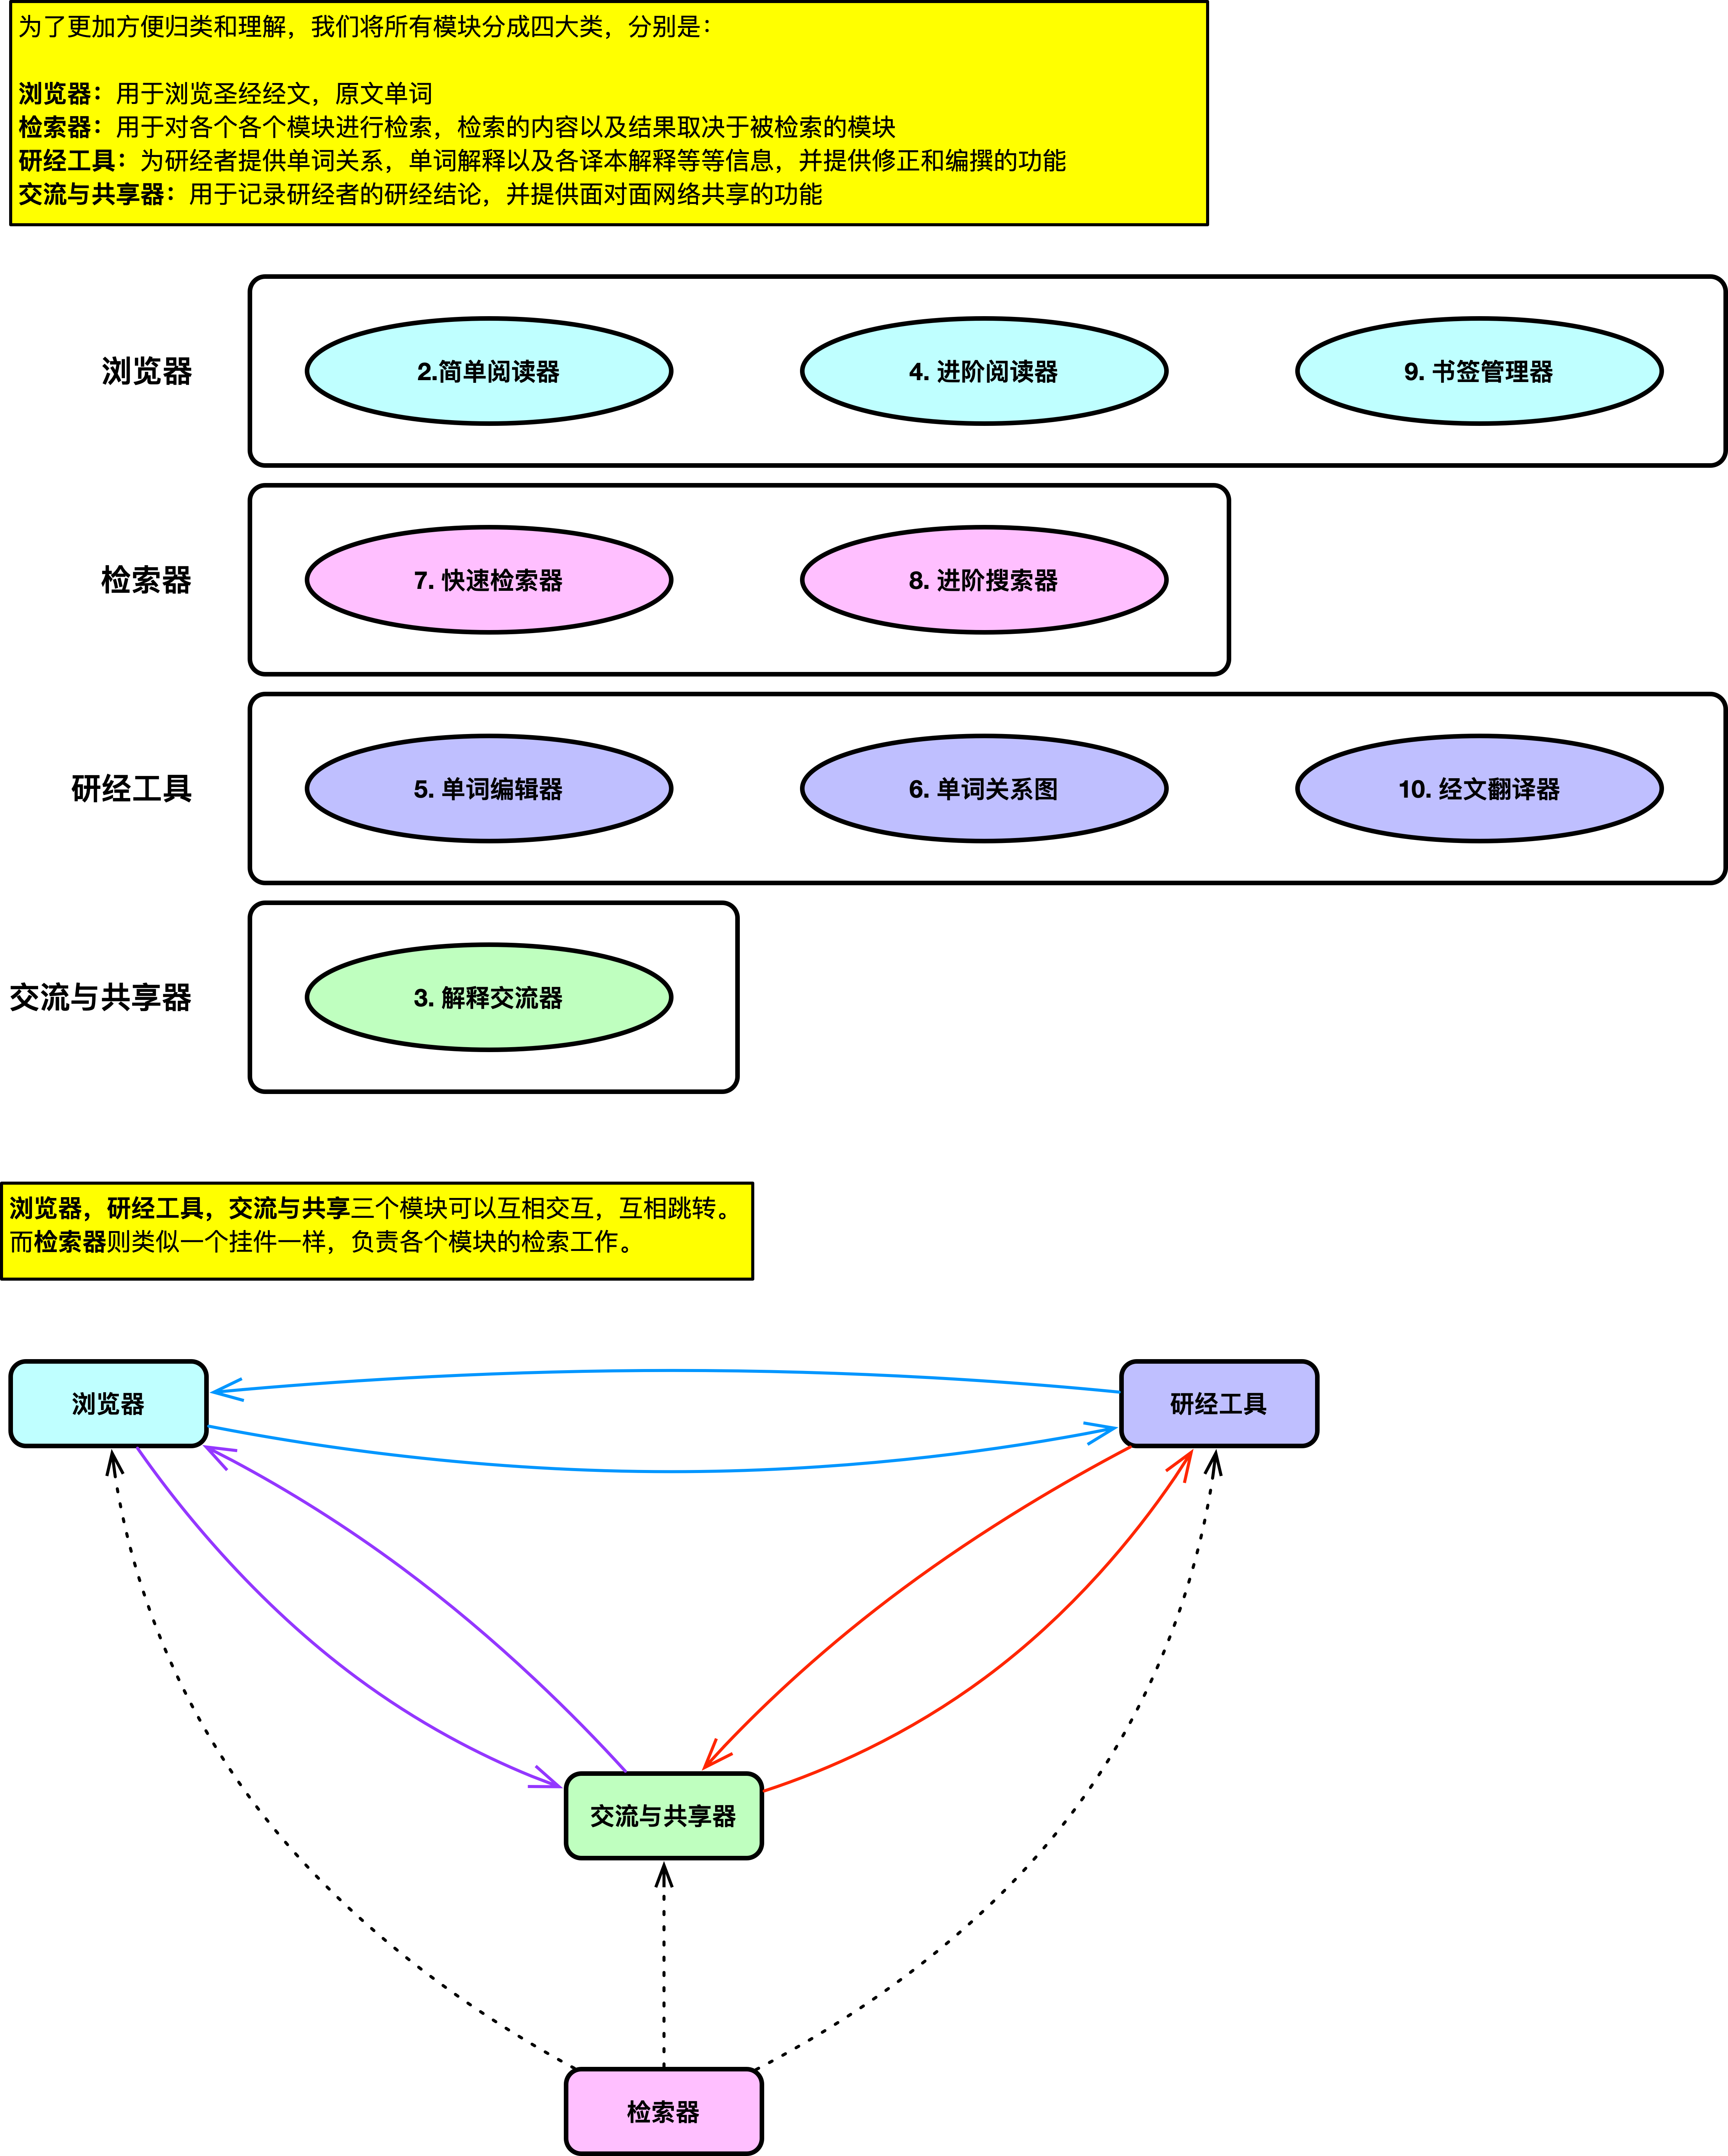 为了更加方便归类和理解，我们将所有模块分成四大类，分别是：
浏览器：用于浏览圣经经文，原文单词
检索器：用于对各个各个模块进行检索，检索的内容以及结果取决于被检索的模块
研经工具：为研经者提供单词关系，单词解释以及各译本解释等等信息，并提供修正和编撰的功能
交流与共享器：用于记录研经者的研经结论，并提供面对面网络共享的功能
浏览器
2.简单阅读器
4. 进阶阅读器
9. 书签管理器
检索器
7. 快速检索器
8. 进阶搜索器
研经工具
5. 单词编辑器
6. 单词关系图
10. 经文翻译器
交流与共享器
3. 解释交流器
浏览器，研经工具，交流与共享三个模块可以互相交互，互相跳转。
而检索器则类似一个挂件一样，负责各个模块的检索工作。
浏览器
研经工具
交流与共享器
检索器